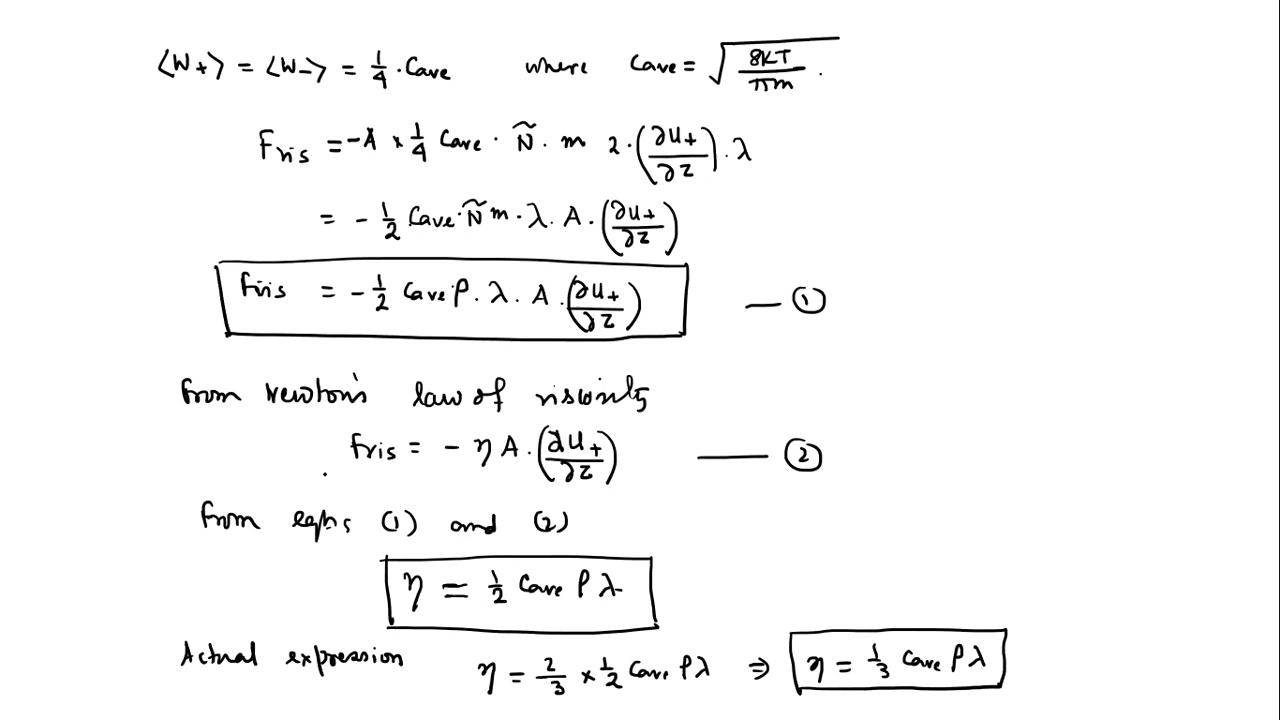 ⟨W+⟩ = ⟨W-⟩ = 1/4 · Cave where Cave = √(8KT/πm) .
Fvis = -A × 1/4 Cave · Ñ · m 2 · (∂U+/∂z) · λ
= - 1/2 Cave · Ñ m · λ · A · (∂U+/∂z)
Fvis = - 1/2 Cave ρ · λ · A · (∂U+/∂z) — ①
From Newton's law of viscosity
Fvis = - η A · (∂U+/∂z) — ②
From eqns (1) and (2)
η = 1/2 Cave ρ λ
Actual expression η = 2/3 × 1/2 Cave ρλ ⇒ η = 1/3 Cave ρλ